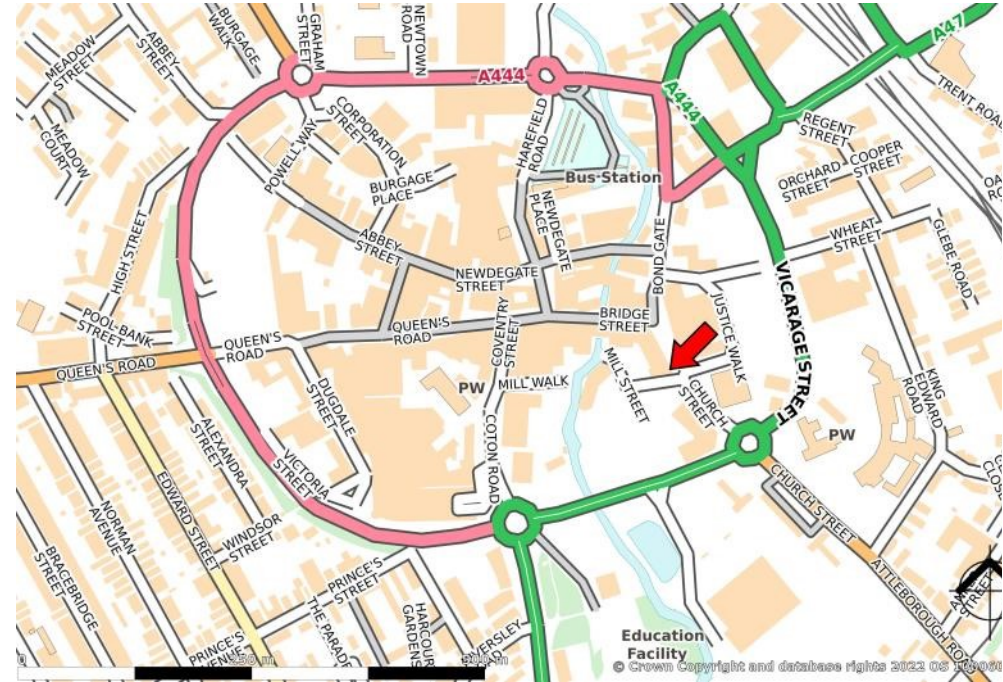 MEADOW
STREET
ABBEY
STREET
BURGAGE
WALK
GRAHAM
STREET
NEWTOWN
ROAD
A444
A444
A47
TRENT ROAD
MEADOW
COURT
CORPORATION
STREET
POWELL WAY
BURGAGE
PLACE
HAREFIELD
ROAD
Bus Station
REGENT
STREET
ORCHARD
STREET
COOPER
STREET
HIGH STREET
ABBEY
STREET
NEWDEGATE
PLACE
NEWDEGATE
STREET
BOND GATE
WHEAT
STREET
GLEBE ROAD
POOL BANK
STREET
QUEEN'S ROAD
QUEEN'S
ROAD
QUEEN'S
ROAD
COVENTRY
STREET
BRIDGE
STREET
JUSTICE WALK
VICARAGE STREET
PW
MILL WALK
MILL STREET
CHURCH
STREET
KING
EDWARD
ROAD
PW
DUGDALE
STREET
COTON ROAD
ALEXANDRA
STREET
VICTORIA
STREET
EDWARD STREET
NORMAN
AVENUE
WINDSOR
STREET
BRACEBRIDGE
STREET
CHURCH STREET
ATTLEBOROUGH ROAD
PRINCE'S
STREET
THE PARADE
HARCOURT
GARDENS
PRINCE'S
Education
Facility
0
250 m
500 m
© Crown Copyright and database rights 2022 OS